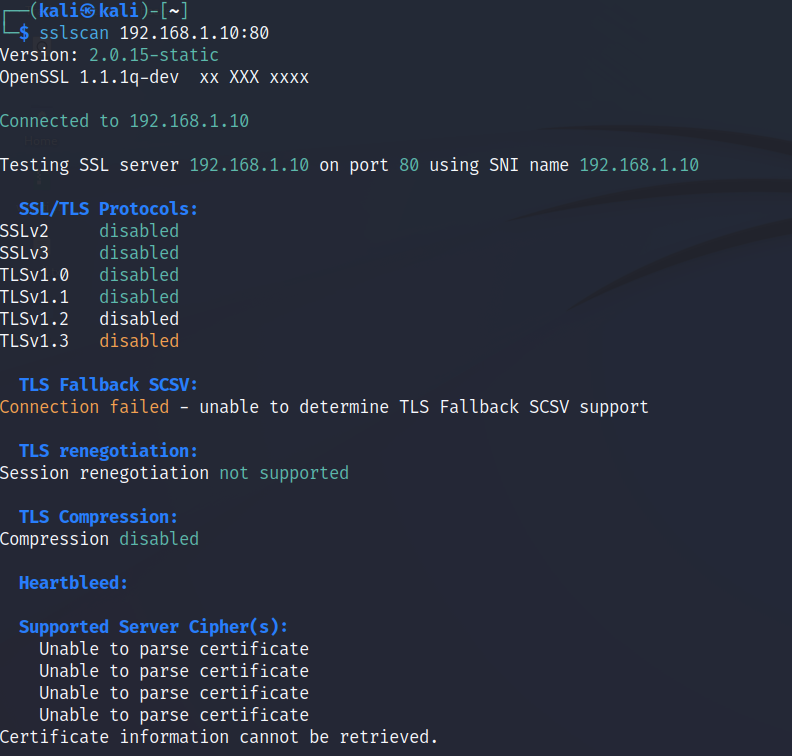 ┌──(kali㉿kali)-[~]
└─$ sslscan 192.168.1.10:80
Version: 2.0.15-static
OpenSSL 1.1.1q-dev  xx XXX xxxx

Connected to 192.168.1.10

Testing SSL server 192.168.1.10 on port 80 using SNI name 192.168.1.10

  SSL/TLS Protocols:
SSLv2     disabled
SSLv3     disabled
TLSv1.0   disabled
TLSv1.1   disabled
TLSv1.2   disabled
TLSv1.3   disabled

  TLS Fallback SCSV:
Connection failed - unable to determine TLS Fallback SCSV support

  TLS renegotiation:
Session renegotiation not supported

  TLS Compression:
Compression disabled

  Heartbleed:

  Supported Server Cipher(s):
    Unable to parse certificate
    Unable to parse certificate
    Unable to parse certificate
    Unable to parse certificate
Certificate information cannot be retrieved.